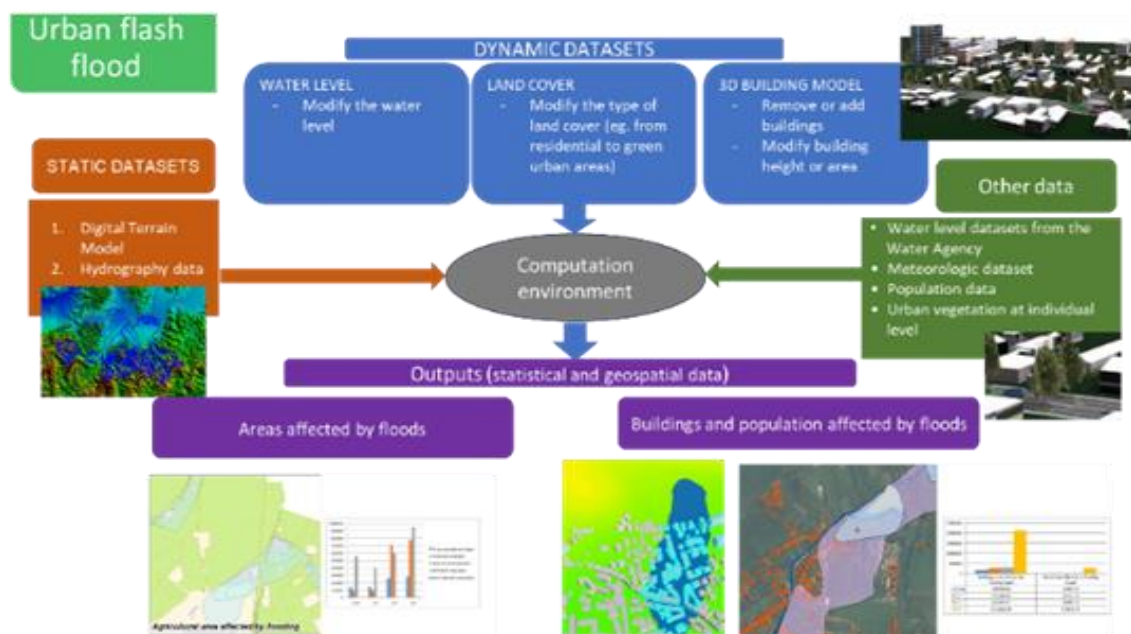 Urban flash
flood
DYNAMIC DATASETS
WATER LEVEL
- Modify the water
level
LAND COVER
- Modify the type of
land cover (eg. from
residential to green
urban areas)
3D BUILDING MODEL
- Remove or add
buildings
- Modify building
height or area
STATIC DATASETS
1. Digital Terrain
Model
2. Hydrography data
Other data
• Water level datasets from the
Water Agency
• Meteorologic dataset
• Population data
• Urban vegetation at individual
level
Computation
environment
Outputs (statistical and geospatial data)
Areas affected by floods
Buildings and population affected by floods
Agricultural area affected by flooding